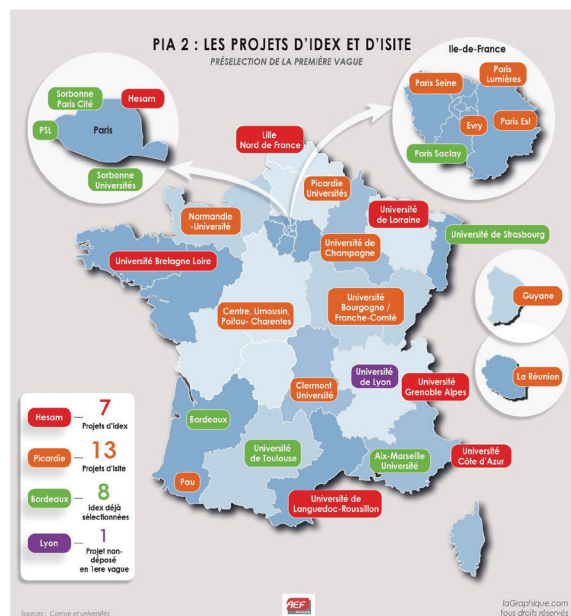 PIA 2 : LES PROJETS D'IDEX ET D'ISITE
PRÉSELECTION DE LA PREMIÈRE VAGUE
Ile-de-France
Sorbonne
Paris Cité
Hesam
PSL
Paris
Sorbonne
Universités
Paris Seine
Paris
Lumières
Evry
Paris Est
Paris Saclay
Lille
Nord de France
Picardie
Universités
Normandie
-Université
Université
de Lorraine
Université de Strasbourg
Université de
Champagne
Université Bretagne Loire
Guyane
Centre, Limousin,
Poitou- Charentes
Université
Bourgogne /
Franche-Comté
La Réunion
Clermont
Université
Université
de Lyon
Université
Grenoble Alpes
Bordeaux
Université
de Toulouse
Aix-Marseille
Université
Université
Côte d'Azur
Pau
Université de
Languedoc-Roussillon
Hesam
7
Projets d'idex
Picardie
13
Projets d'isite
Bordeaux
8
Idex déjà
sélectionnées
Lyon
1
Projet non-
déposé
en 1ere vague
Sources : Comue et universités
AEF
laGraphique.com
tous droits réservés